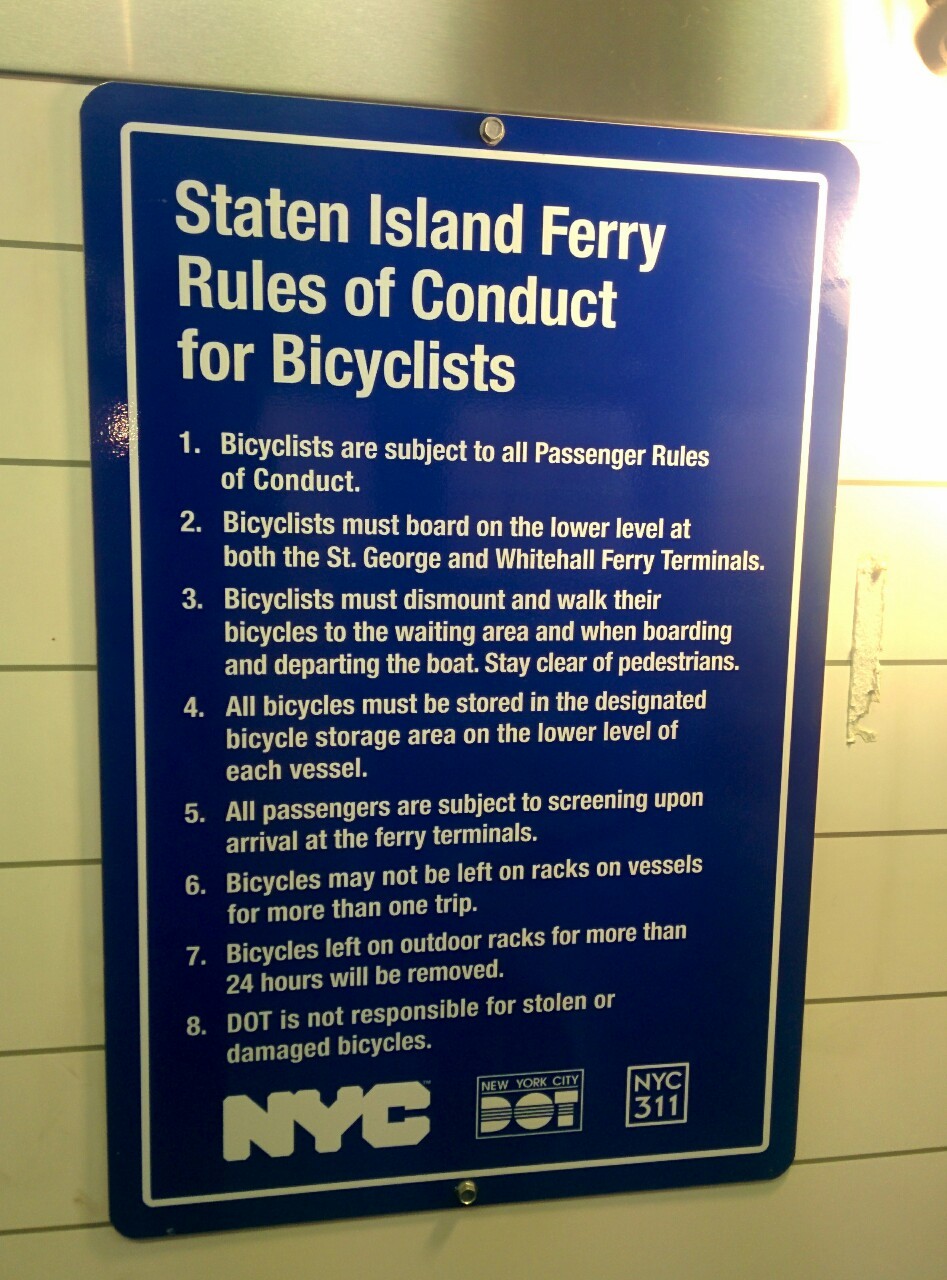 Staten Island Ferry
Rules of Conduct
for Bicyclists
1. Bicyclists are subject to all Passenger Rules
of Conduct.
2. Bicyclists must board on the lower level at
both the St. George and Whitehall Ferry Terminals.
3. Bicyclists must dismount and walk their
bicycles to the waiting area and when boarding
and departing the boat. Stay clear of pedestrians.
4. All bicycles must be stored in the designated
bicycle storage area on the lower level of
each vessel.
5. All passengers are subject to screening upon
arrival at the ferry terminals.
6. Bicycles may not be left on racks on vessels
for more than one trip.
7. Bicycles left on outdoor racks for more than
24 hours will be removed.
8. DOT is not responsible for stolen or
damaged bicycles.
NYC™
NEW YORK CITY
DOT
NYC
311